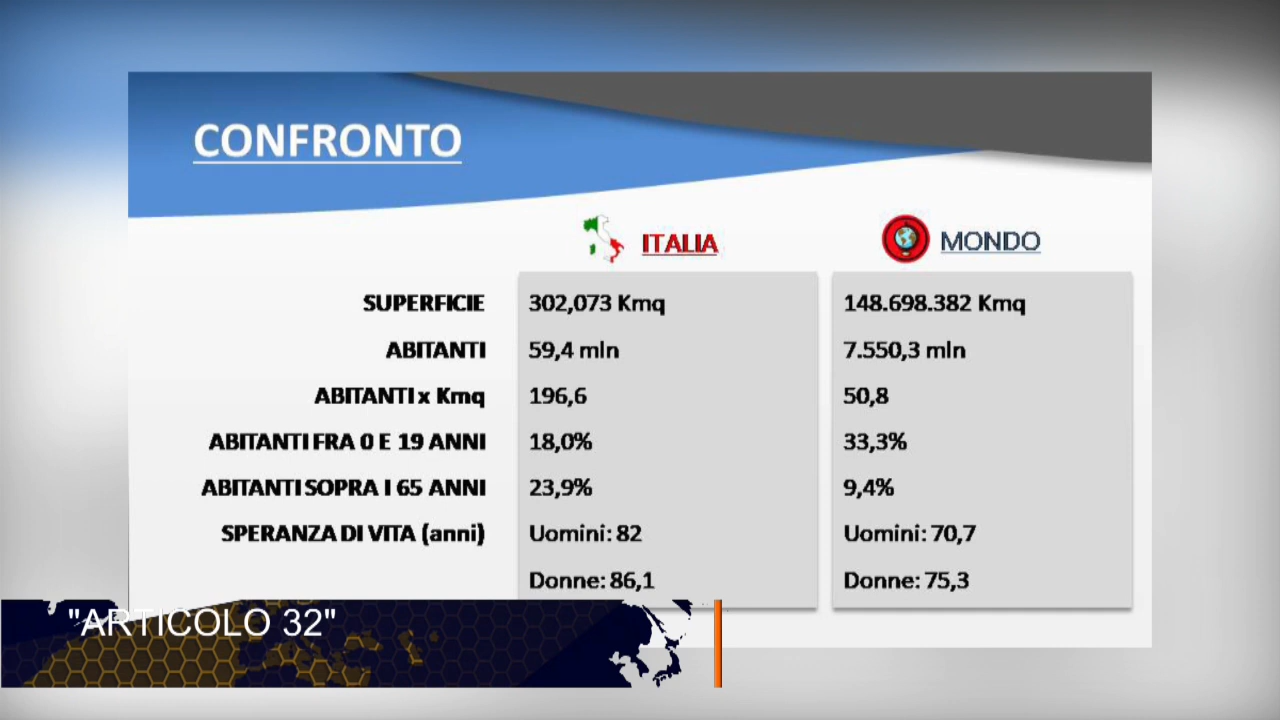 CONFRONTO
ITALIA MONDO
SUPERFICIE 302,073 Kmq 148.698.382 Kmq
ABITANTI 59,4 mln 7.550,3 mln
ABITANTI x Kmq 196,6 50,8
ABITANTI FRA 0 E 19 ANNI 18,0% 33,3%
ABITANTI SOPRA I 65 ANNI 23,9% 9,4%
SPERANZA DI VITA (anni) Uomini: 82 Uomini: 70,7
Donne: 86,1 Donne: 75,3
"ARTICOLO 32"